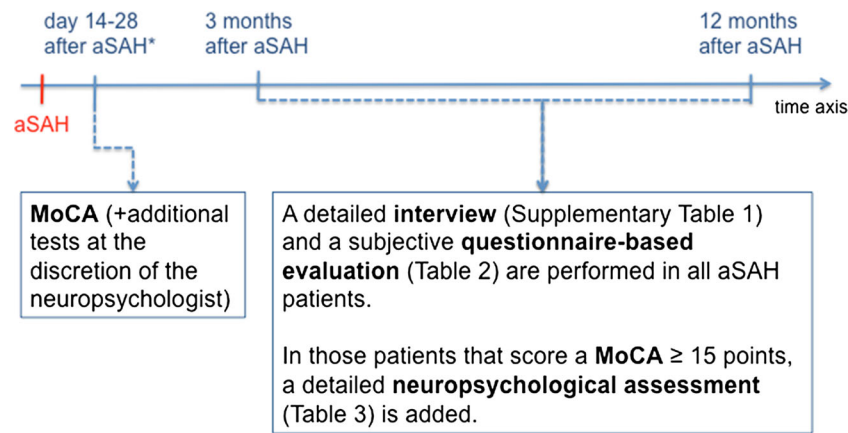 day 14-28
after aSAH*
3 months
after aSAH
12 months
after aSAH
time axis
aSAH
MoCA (+additional
tests at the
discretion of the
neuropsychologist)
A detailed interview (Supplementary Table 1)
and a subjective questionnaire-based
evaluation (Table 2) are performed in all aSAH
patients.
In those patients that score a MoCA ≥ 15 points,
a detailed neuropsychological assessment
(Table 3) is added.